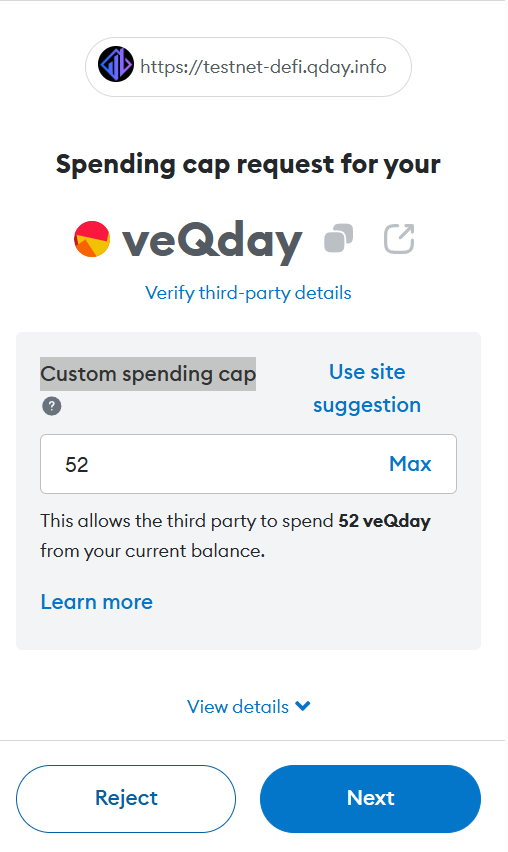 https://testnet-defi.qday.info
Spending cap request for your
veQday
Verify third-party details
Custom spending cap
Use site
suggestion
?
52
Max
This allows the third party to spend 52 veQday
from your current balance.
Learn more
View details
Reject
Next